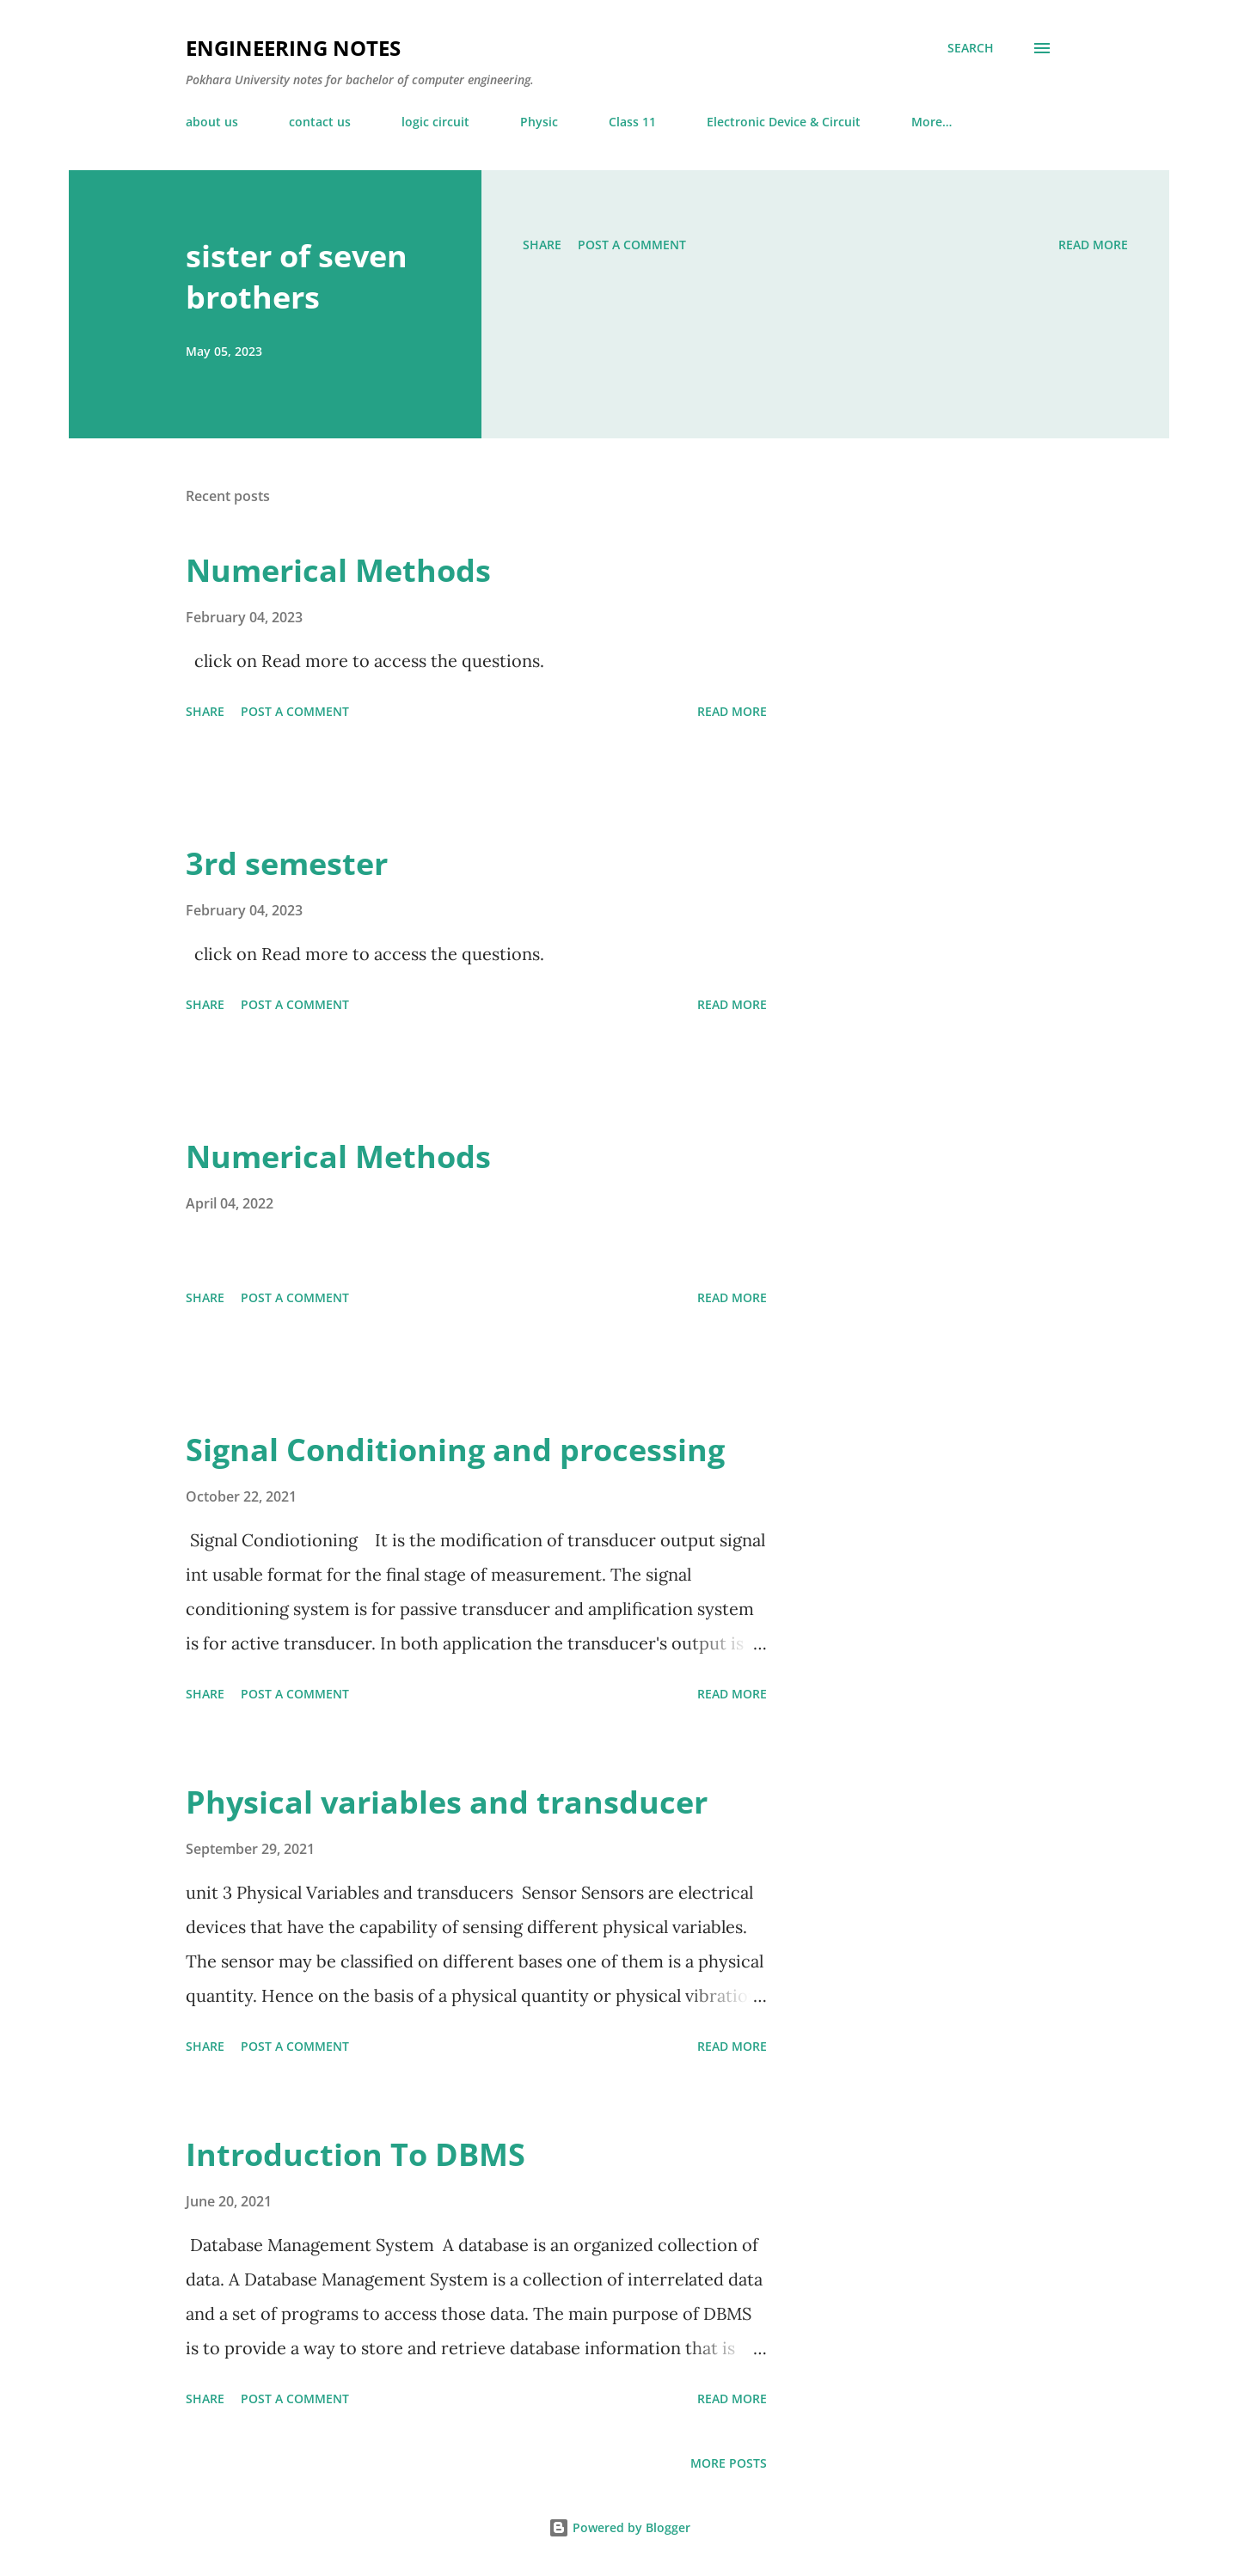 ENGINEERING NOTES
SEARCH
Pokhara University notes for bachelor of computer engineering.
about us contact us logic circuit Physic Class 11 Electronic Device & Circuit More…
sister of seven
brothers
May 05, 2023
SHARE POST A COMMENT READ MORE
Recent posts
Numerical Methods
February 04, 2023
click on Read more to access the questions.
SHARE POST A COMMENT READ MORE
3rd semester
February 04, 2023
click on Read more to access the questions.
SHARE POST A COMMENT READ MORE
Numerical Methods
April 04, 2022
SHARE POST A COMMENT READ MORE
Signal Conditioning and processing
October 22, 2021
Signal Condiotioning It is the modification of transducer output signal
int usable format for the final stage of measurement. The signal
conditioning system is for passive transducer and amplification system
is for active transducer. In both application the transducer's output is …
SHARE POST A COMMENT READ MORE
Physical variables and transducer
September 29, 2021
unit 3 Physical Variables and transducers Sensor Sensors are electrical
devices that have the capability of sensing different physical variables.
The sensor may be classified on different bases one of them is a physical
quantity. Hence on the basis of a physical quantity or physical vibratio …
SHARE POST A COMMENT READ MORE
Introduction To DBMS
June 20, 2021
Database Management System A database is an organized collection of
data. A Database Management System is a collection of interrelated data
and a set of programs to access those data. The main purpose of DBMS
is to provide a way to store and retrieve database information that is …
SHARE POST A COMMENT READ MORE
MORE POSTS
Powered by Blogger